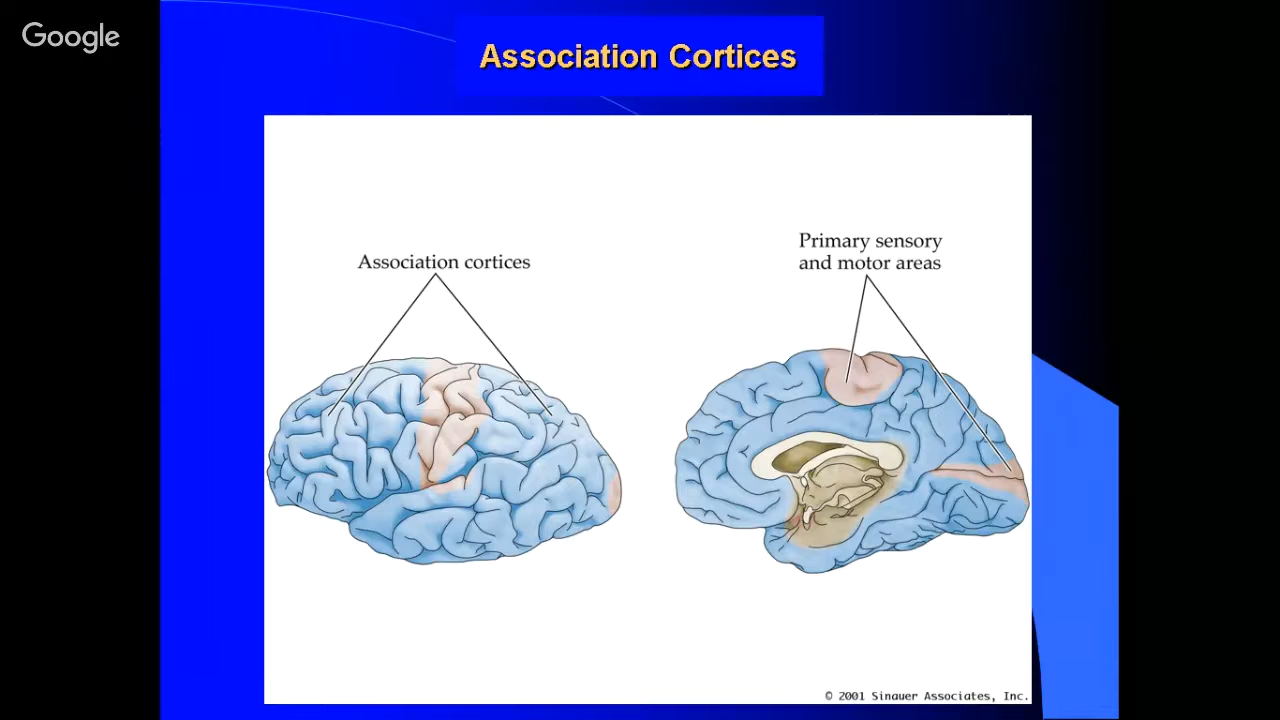 Google
Association Cortices
Association cortices
Primary sensory
and motor areas
© 2001 Sinauer Associates, Inc.